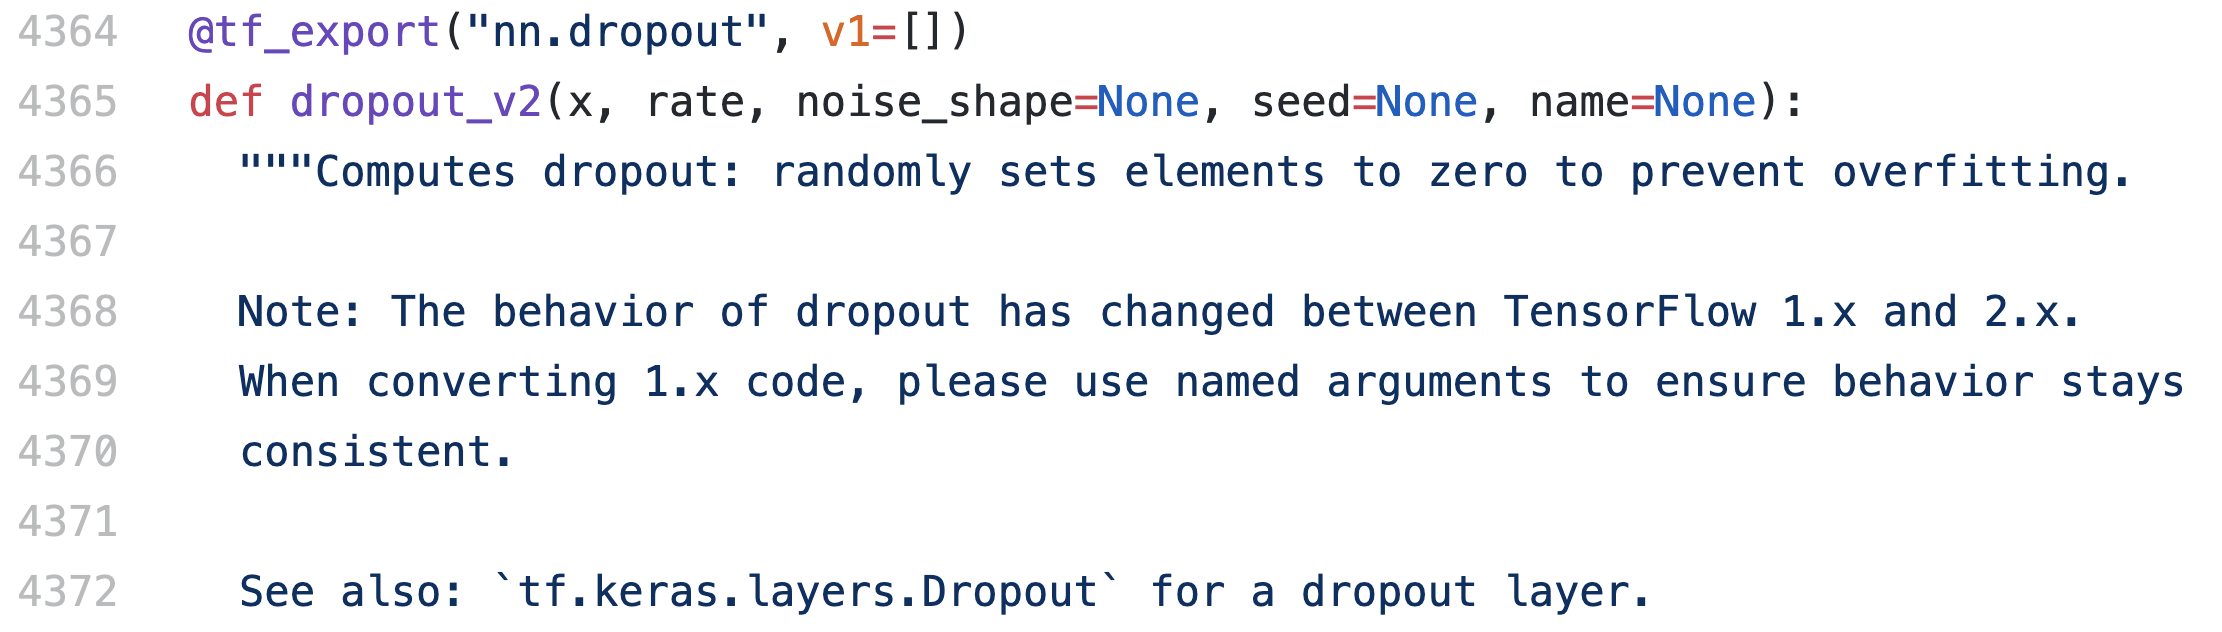 4364 @tf_export("nn.dropout", v1=[])
4365 def dropout_v2(x, rate, noise_shape=None, seed=None, name=None):
4366   """Computes dropout: randomly sets elements to zero to prevent overfitting.
4367
4368   Note: The behavior of dropout has changed between TensorFlow 1.x and 2.x.
4369   When converting 1.x code, please use named arguments to ensure behavior stays
4370   consistent.
4371
4372   See also: `tf.keras.layers.Dropout` for a dropout layer.